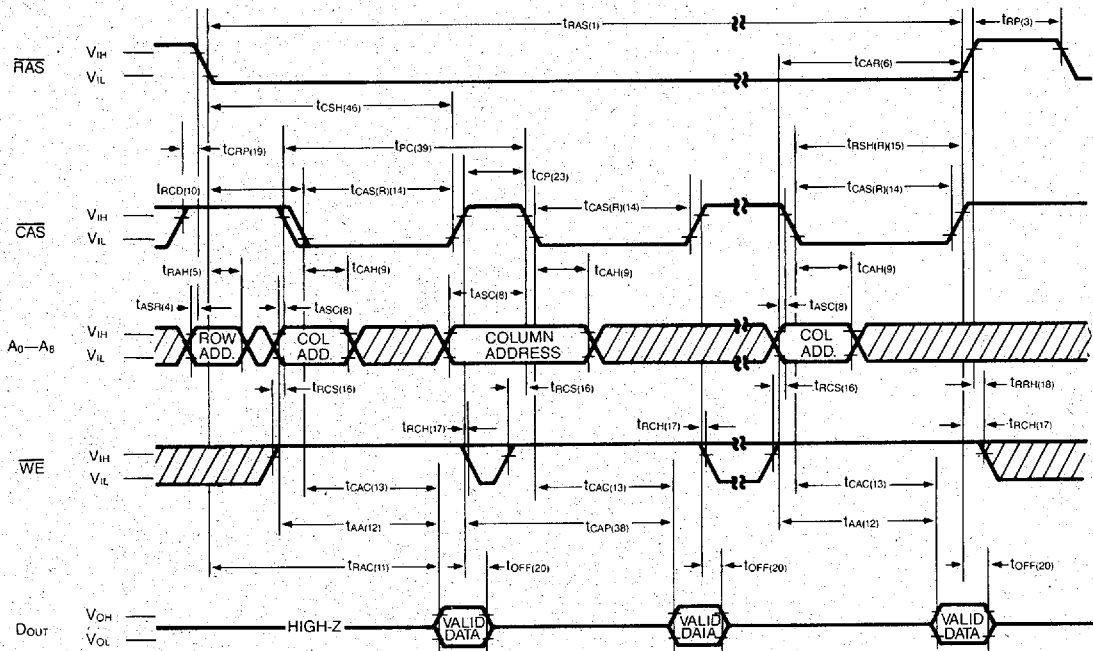 tRAS(1) tRP(3)
RAS VIH VIL
tCAR(6)
tCSH(46)
tCRP(19) tPC(39) tRSH(R)(15)
tCP(23)
tRCD(10) tCAS(R)(14) tCAS(R)(14) tCAS(R)(14)
CAS VIH VIL
tRAH(5) tCAH(9) tCAH(9) tCAH(9)
tASR(4) tASC(8) tASC(8) tASC(8)
A0—A8 VIH VIL
ROW ADD.
COL ADD.
COLUMN ADDRESS
COL ADD.
tRCS(16) tRCS(16) tRCS(16) tRRH(18)
tRCH(17) tRCH(17) tRCH(17)
WE VIH VIL
tCAC(13) tCAC(13) tCAC(13)
tAA(12) tCAP(38) tAA(12)
tRAC(11) tOFF(20) tOFF(20) tOFF(20)
DOUT VOH VOL
HIGH-Z
VALID DATA
VALID DATA
VALID DATA